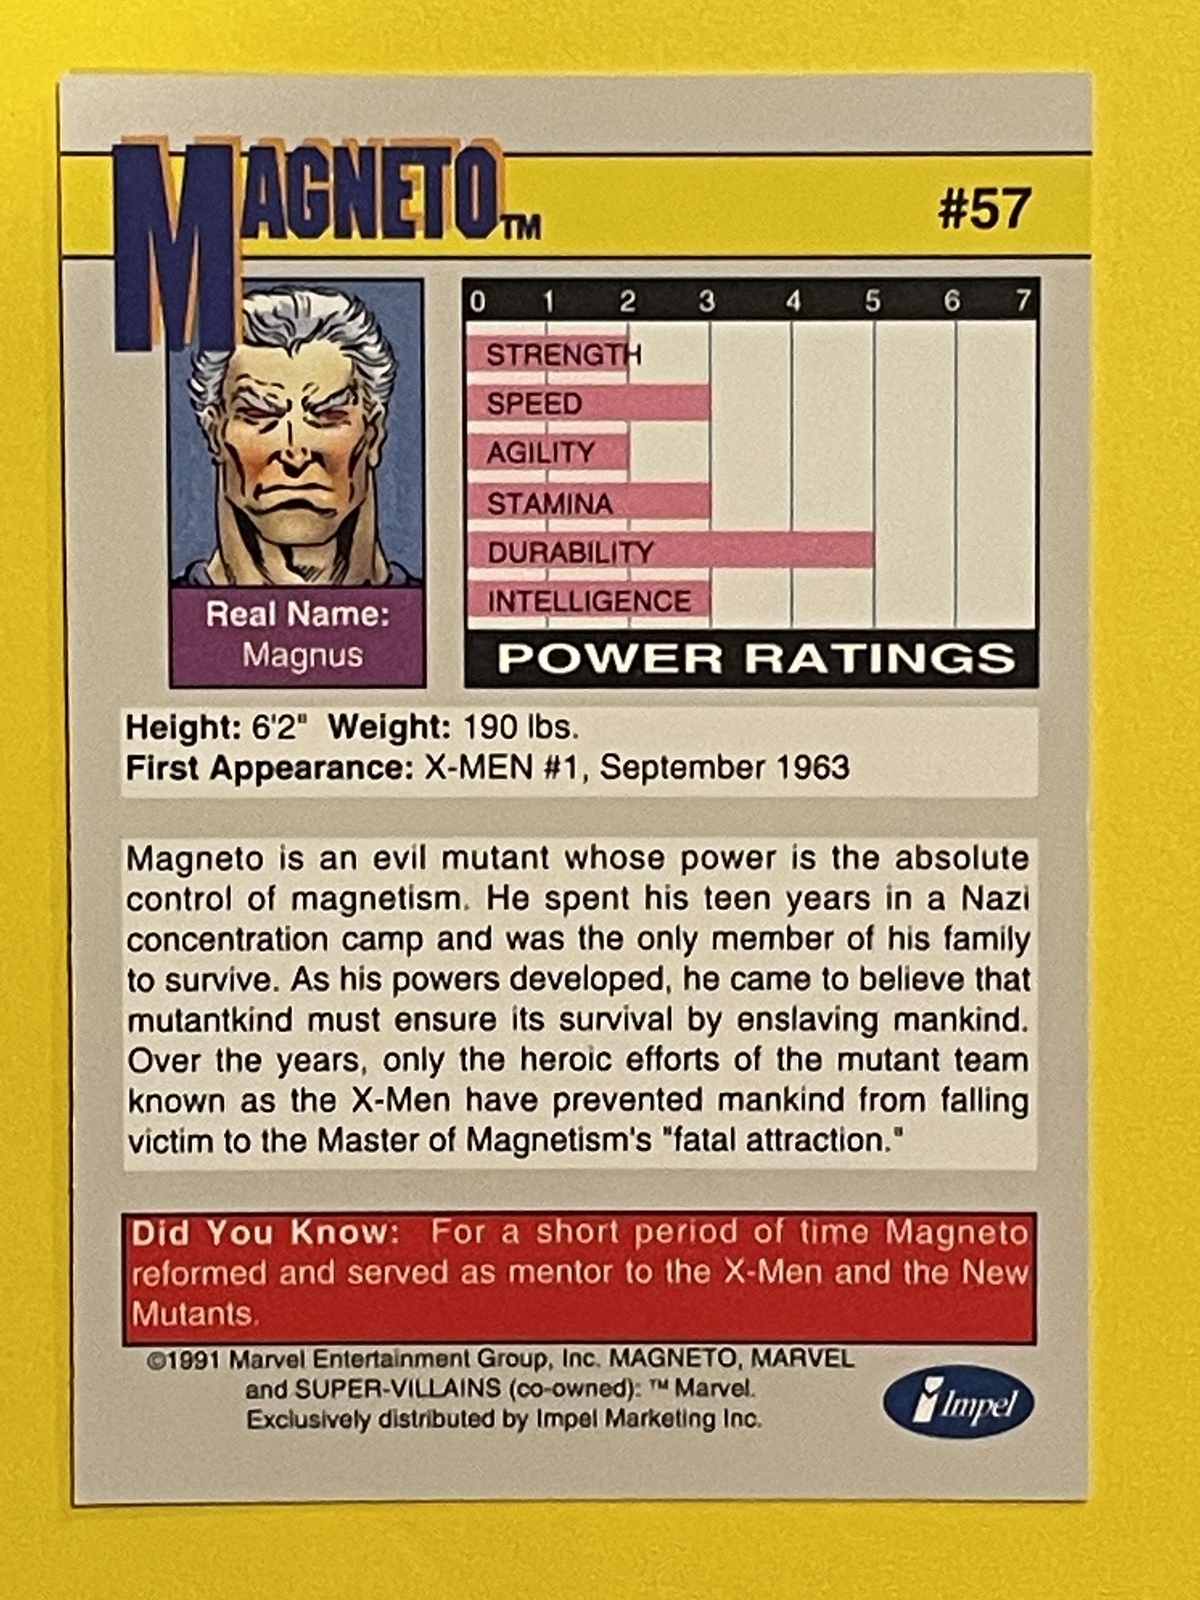 MAGNETO™
#57
0 1 2 3 4 5 6 7
STRENGTH
SPEED
AGILITY
STAMINA
DURABILITY
INTELLIGENCE
POWER RATINGS
Real Name:
Magnus
Height: 6'2" Weight: 190 lbs.
First Appearance: X-MEN #1, September 1963
Magneto is an evil mutant whose power is the absolute
control of magnetism. He spent his teen years in a Nazi
concentration camp and was the only member of his family
to survive. As his powers developed, he came to believe that
mutantkind must ensure its survival by enslaving mankind.
Over the years, only the heroic efforts of the mutant team
known as the X-Men have prevented mankind from falling
victim to the Master of Magnetism's "fatal attraction."
Did You Know: For a short period of time Magneto
reformed and served as mentor to the X-Men and the New
Mutants.
©1991 Marvel Entertainment Group, Inc. MAGNETO, MARVEL
and SUPER-VILLAINS (co-owned): ™ Marvel.
Exclusively distributed by Impel Marketing Inc.
Impel